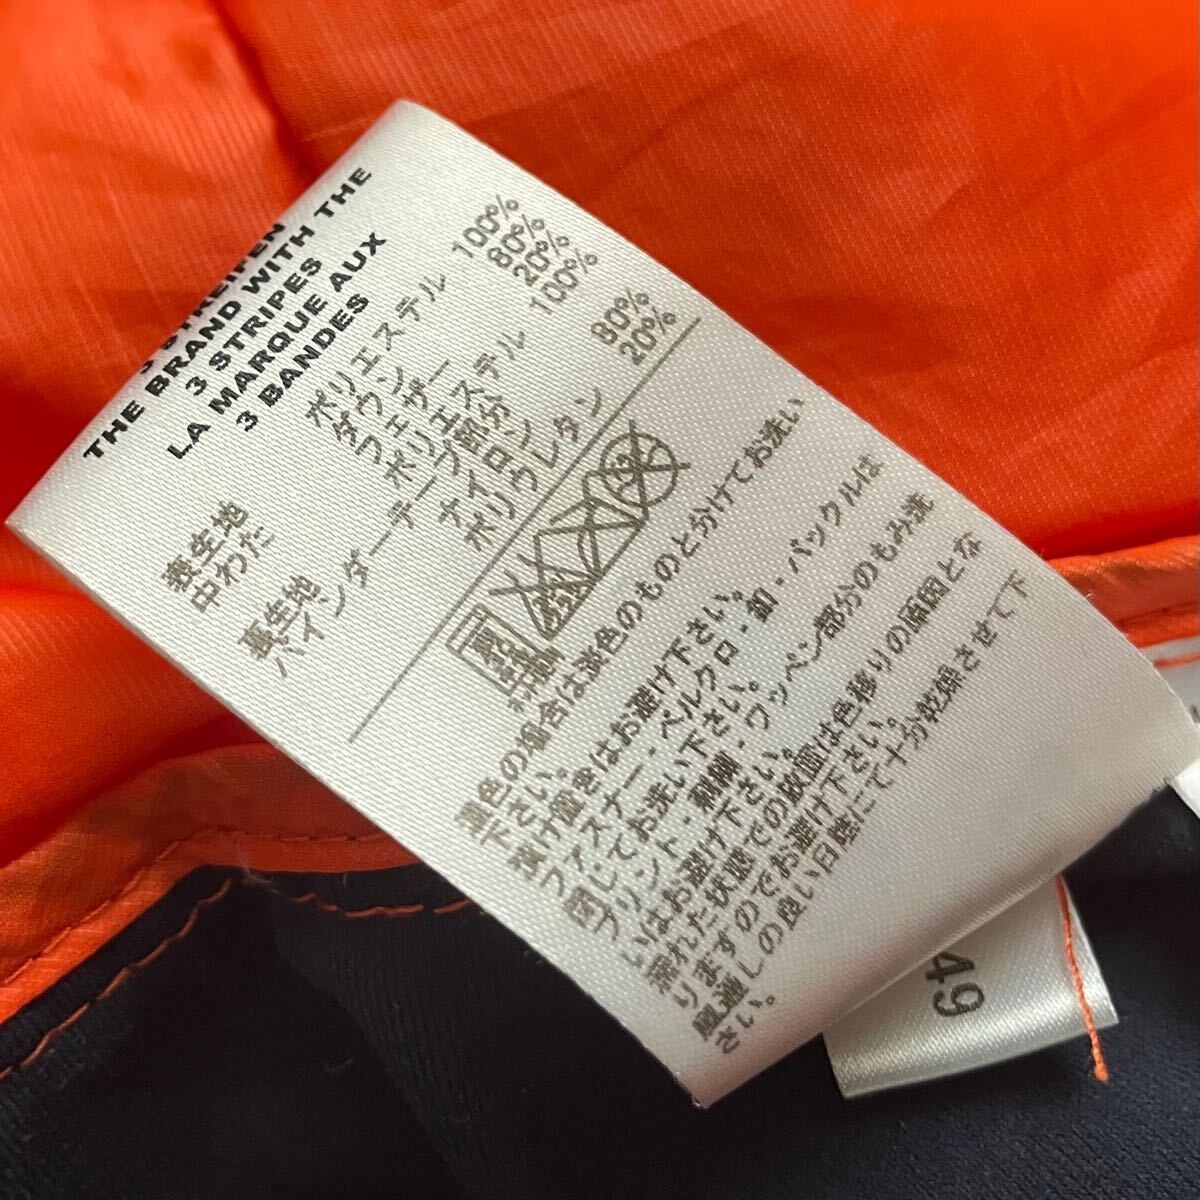 3 STREIFEN
THE BRAND WITH THE
3 STRIPES
LA MARQUE AUX
3 BANDES
表生地 ポリエステル 100%
中わた ダウン 80%
フェザー 20%
裏生地 ポリエステル 100%
バインダーテープ部分
ナイロン 80%
ポリウレタン 20%
濃色の場合は淡色のものと分けてお洗い
下さい。
漬け置きはお避け下さい。
ファスナー・ベルクロ・釦・バックルは
閉じてお洗い下さい。
プリント・刺繍・ワッペン部分のもみ洗
いはお避け下さい。
濡れた状態での放置は色移りの原因とな
りますのでお避け下さい。
風通しの良い日陰にて十分乾燥させて下
さい。
49